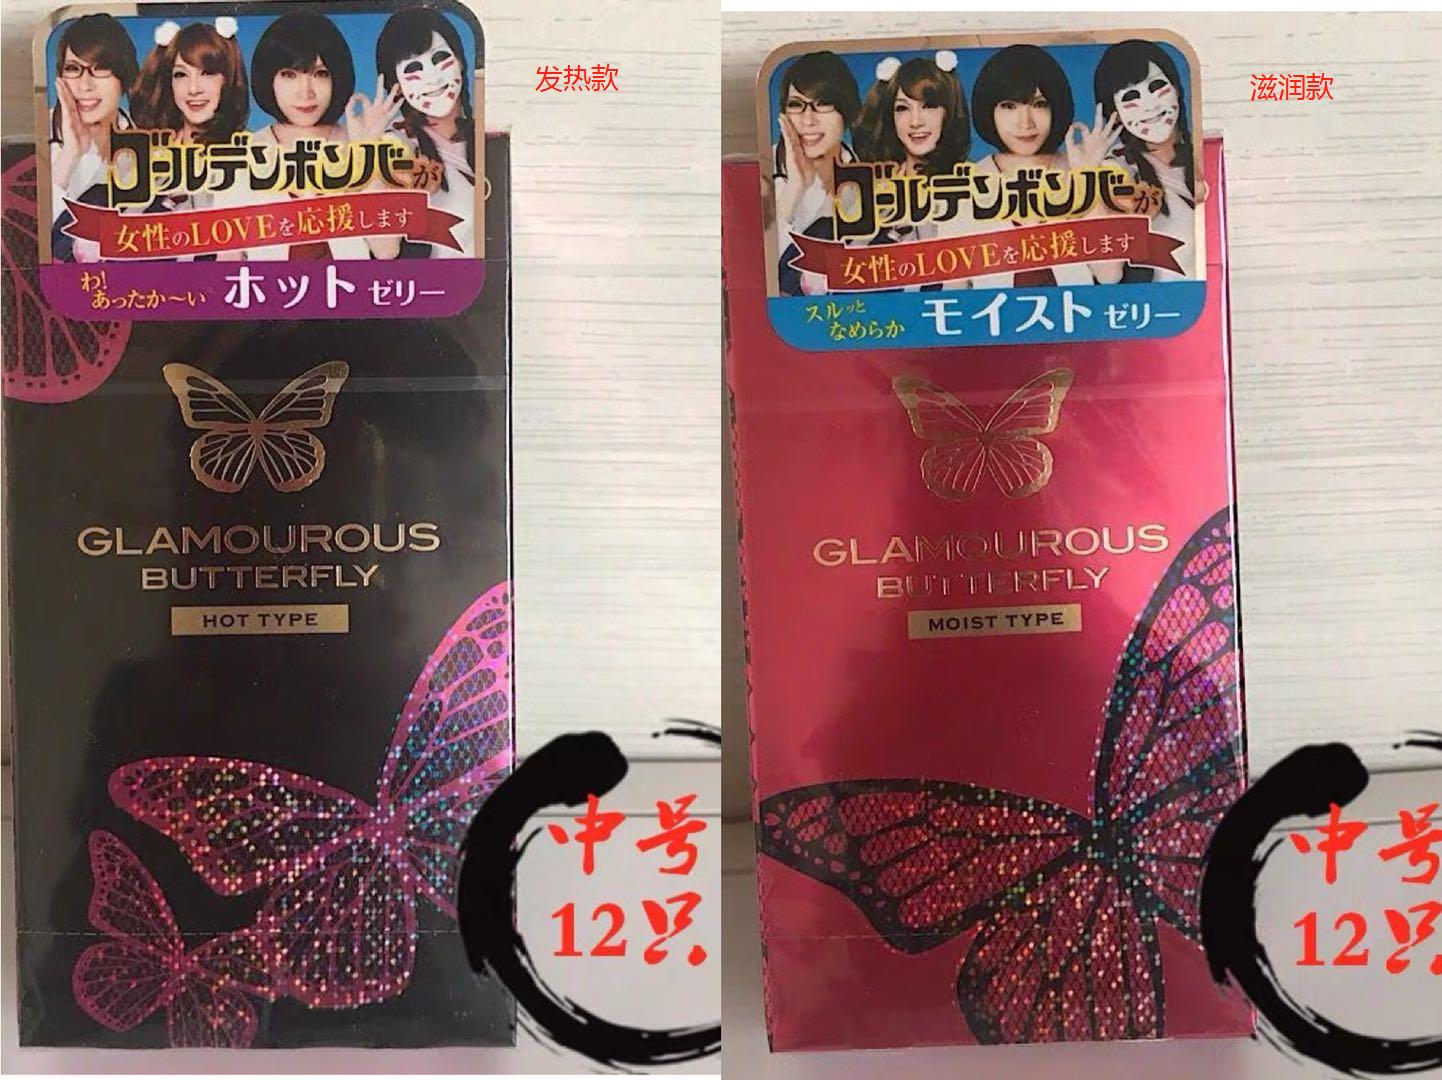 発热款
ゴールデンボンバーが
女性のLOVEを応援します
わ!
あったか〜い
ホットゼリー
GLAMOUROUS
BUTTERFLY
HOT TYPE
中号
12只
滋润款
ゴールデンボンバーが
女性のLOVEを応援します
スルッと
なめらか
モイストゼリー
GLAMOUROUS
BUTTERFLY
MOIST TYPE
中号
12只